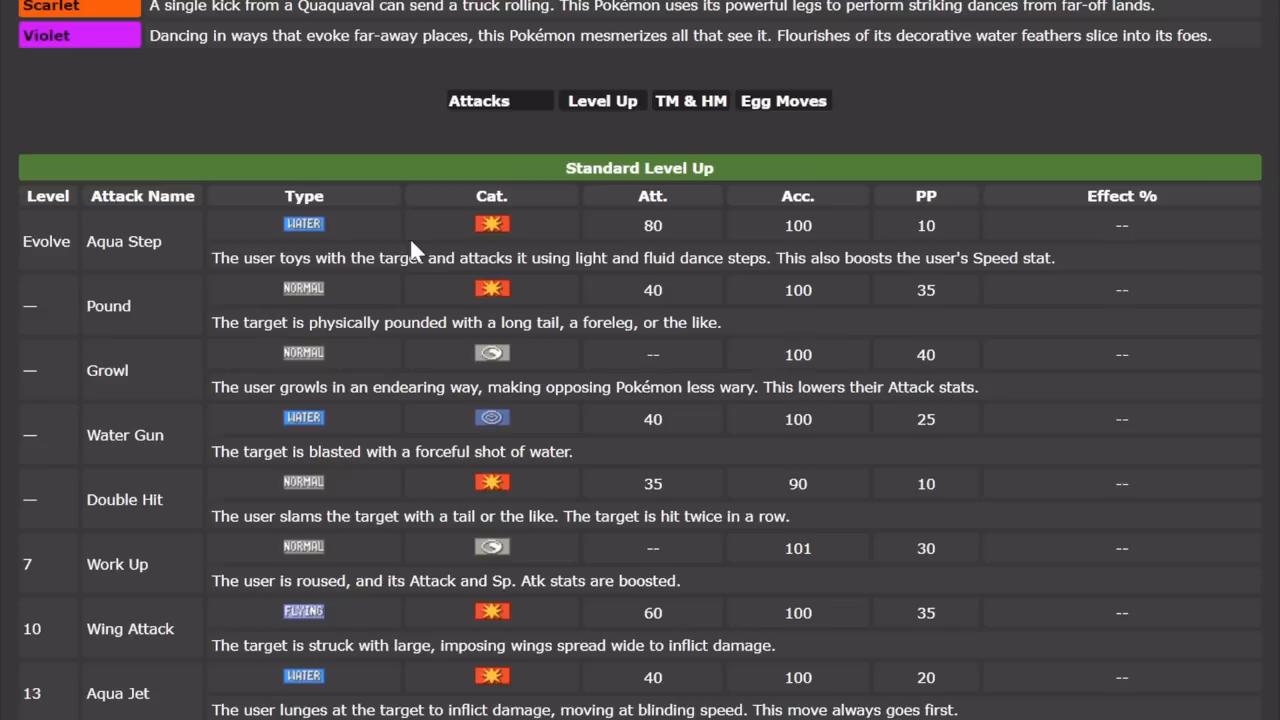 Scarlet A single kick from a Quaquaval can send a truck rolling. This Pokémon uses its powerful legs to perform striking dances from far-off lands.
Violet Dancing in ways that evoke far-away places, this Pokémon mesmerizes all that see it. Flourishes of its decorative water feathers slice into its foes.
Attacks Level Up TM & HM Egg Moves
Standard Level Up
Level Attack Name Type Cat. Att. Acc. PP Effect %
Evolve Aqua Step WATER 80 100 10 --
The user toys with the target and attacks it using light and fluid dance steps. This also boosts the user's Speed stat.
— Pound NORMAL 40 100 35 --
The target is physically pounded with a long tail, a foreleg, or the like.
— Growl NORMAL -- 100 40 --
The user growls in an endearing way, making opposing Pokémon less wary. This lowers their Attack stats.
— Water Gun WATER 40 100 25 --
The target is blasted with a forceful shot of water.
— Double Hit NORMAL 35 90 10 --
The user slams the target with a tail or the like. The target is hit twice in a row.
7 Work Up NORMAL -- 101 30 --
The user is roused, and its Attack and Sp. Atk stats are boosted.
10 Wing Attack FLYING 60 100 35 --
The target is struck with large, imposing wings spread wide to inflict damage.
13 Aqua Jet WATER 40 100 20 --
The user lunges at the target to inflict damage, moving at blinding speed. This move always goes first.